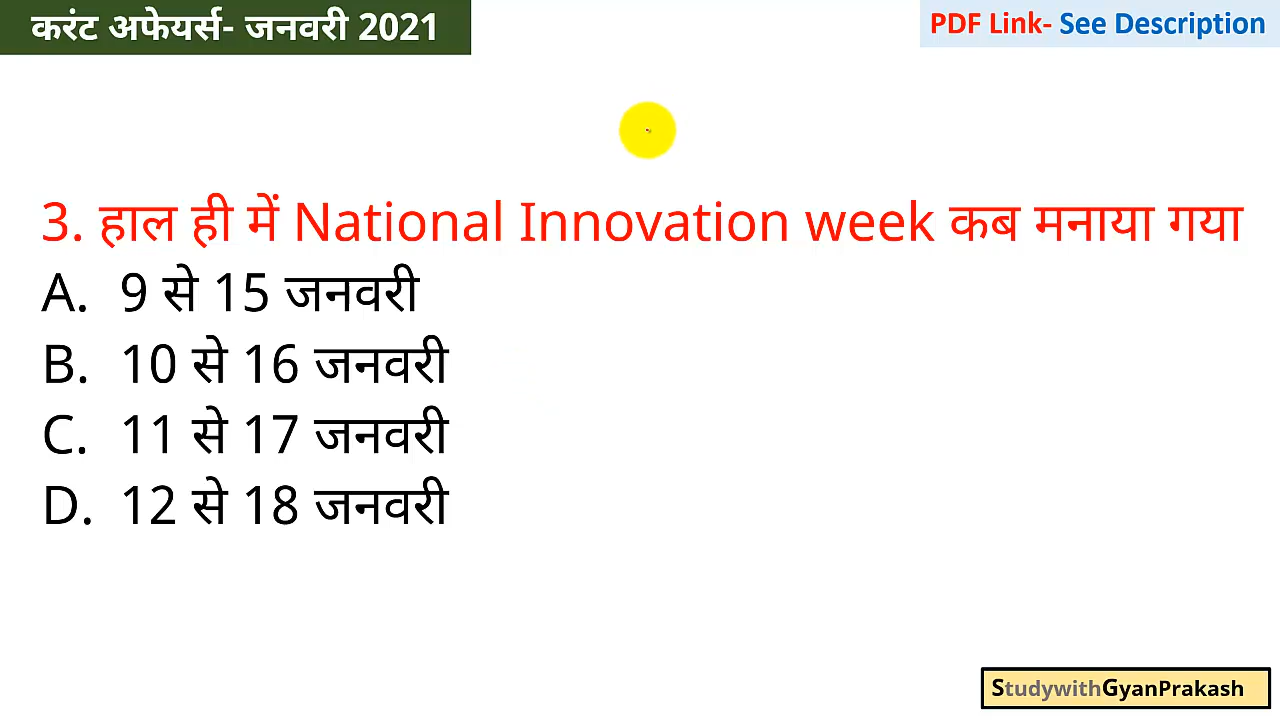 करंट अफेयर्स- जनवरी 2021
PDF Link- See Description
3. हाल ही में National Innovation week कब मनाया गया
A. 9 से 15 जनवरी
B. 10 से 16 जनवरी
C. 11 से 17 जनवरी
D. 12 से 18 जनवरी
StudywithGyanPrakash